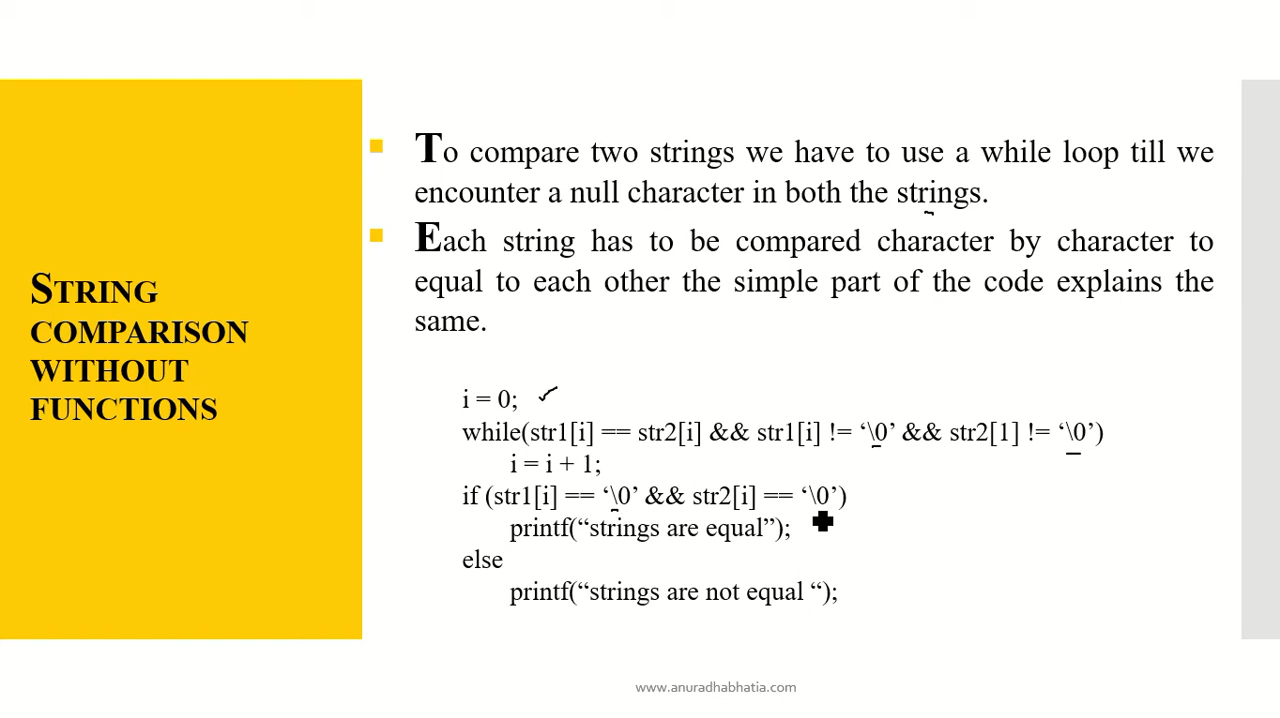 STRING
COMPARISON
WITHOUT
FUNCTIONS
To compare two strings we have to use a while loop till we
encounter a null character in both the strings.
Each string has to be compared character by character to
equal to each other the simple part of the code explains the
same.
i = 0;
while(str1[i] == str2[i] && str1[i] != ‘\0’ && str2[1] != ‘\0’)
i = i + 1;
if (str1[i] == ‘\0’ && str2[i] == ‘\0’)
printf(“strings are equal”);
else
printf(“strings are not equal “);
www.anuradhabhatia.com